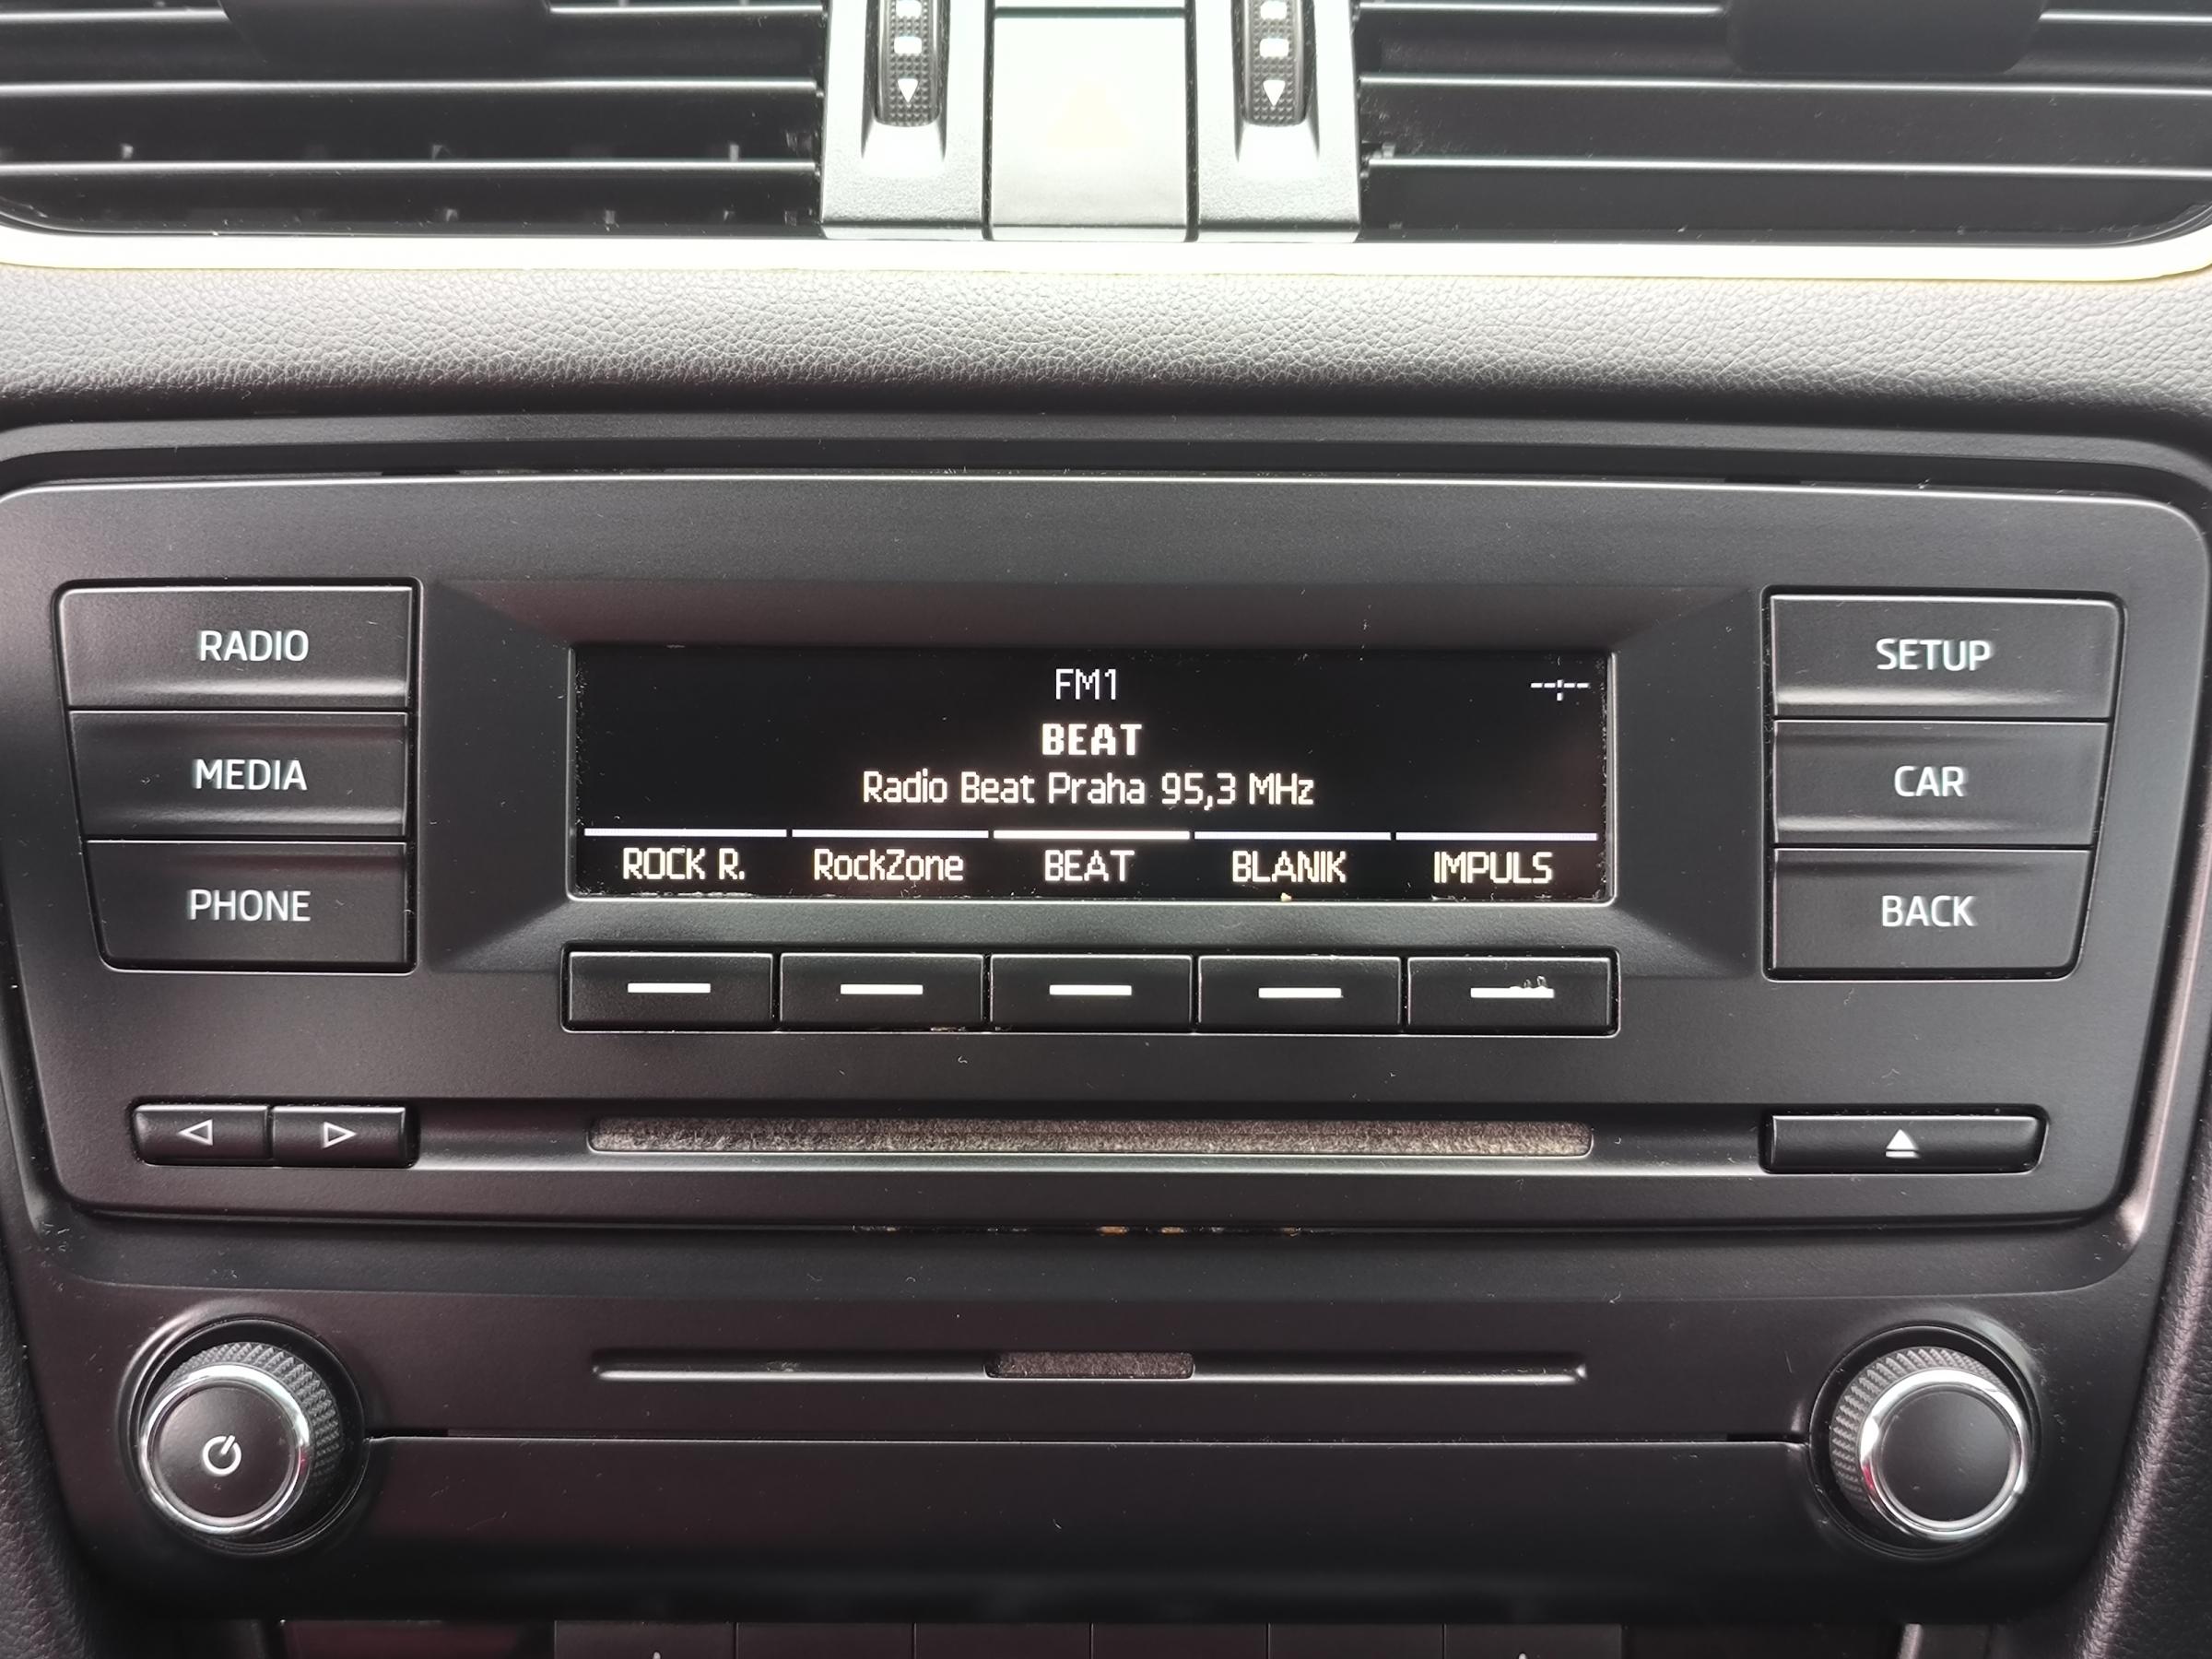 RADIO
MEDIA
PHONE
FM1
--:--
BEAT
Radio Beat Praha 95,3 MHz
ROCK R. RockZone BEAT BLANIK IMPULS
SETUP
CAR
BACK